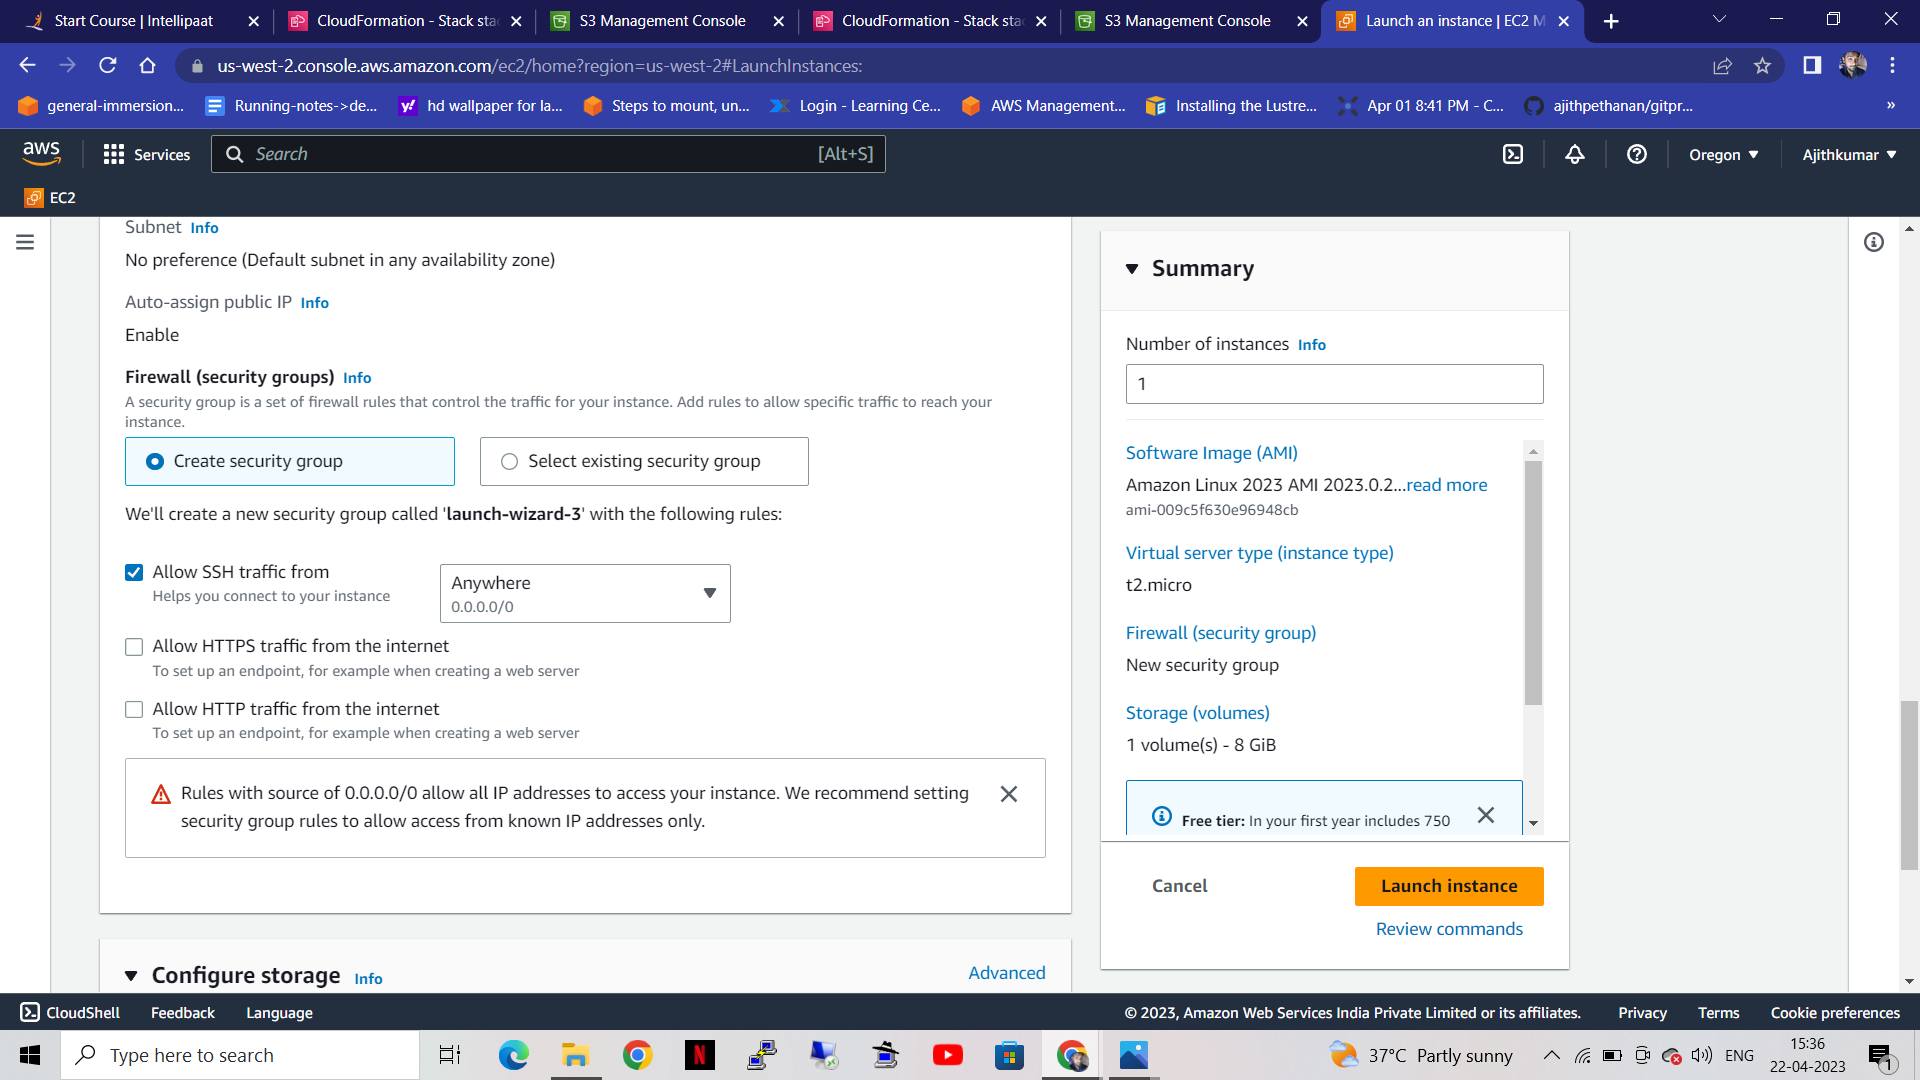 Start Course | Intellipaat
CloudFormation - Stack sta
S3 Management Console
CloudFormation - Stack sta
S3 Management Console
Launch an instance | EC2 M
us-west-2.console.aws.amazon.com/ec2/home?region=us-west-2#LaunchInstances:
general-immersion...
Running-notes->de...
hd wallpaper for la...
Steps to mount, un...
Login - Learning Ce...
AWS Management...
Installing the Lustre...
Apr 01 8:41 PM - C...
ajithpethanan/gitpr...
»
aws
Services
Search
[Alt+S]
Oregon
Ajithkumar
EC2
Subnet Info
No preference (Default subnet in any availability zone)
Auto-assign public IP Info
Enable
Firewall (security groups) Info
A security group is a set of firewall rules that control the traffic for your instance. Add rules to allow specific traffic to reach your
instance.
Create security group
Select existing security group
We'll create a new security group called 'launch-wizard-3' with the following rules:
Allow SSH traffic from
Helps you connect to your instance
Anywhere
0.0.0.0/0
Allow HTTPS traffic from the internet
To set up an endpoint, for example when creating a web server
Allow HTTP traffic from the internet
To set up an endpoint, for example when creating a web server
Rules with source of 0.0.0.0/0 allow all IP addresses to access your instance. We recommend setting
security group rules to allow access from known IP addresses only.
Configure storage Info
Advanced
Summary
Number of instances Info
1
Software Image (AMI)
Amazon Linux 2023 AMI 2023.0.2...read more
ami-009c5f630e96948cb
Virtual server type (instance type)
t2.micro
Firewall (security group)
New security group
Storage (volumes)
1 volume(s) - 8 GiB
Free tier: In your first year includes 750
Cancel
Launch instance
Review commands
CloudShell
Feedback
Language
© 2023, Amazon Web Services India Private Limited or its affiliates.
Privacy
Terms
Cookie preferences
Type here to search
37°C Partly sunny
ENG
15:36
22-04-2023
1